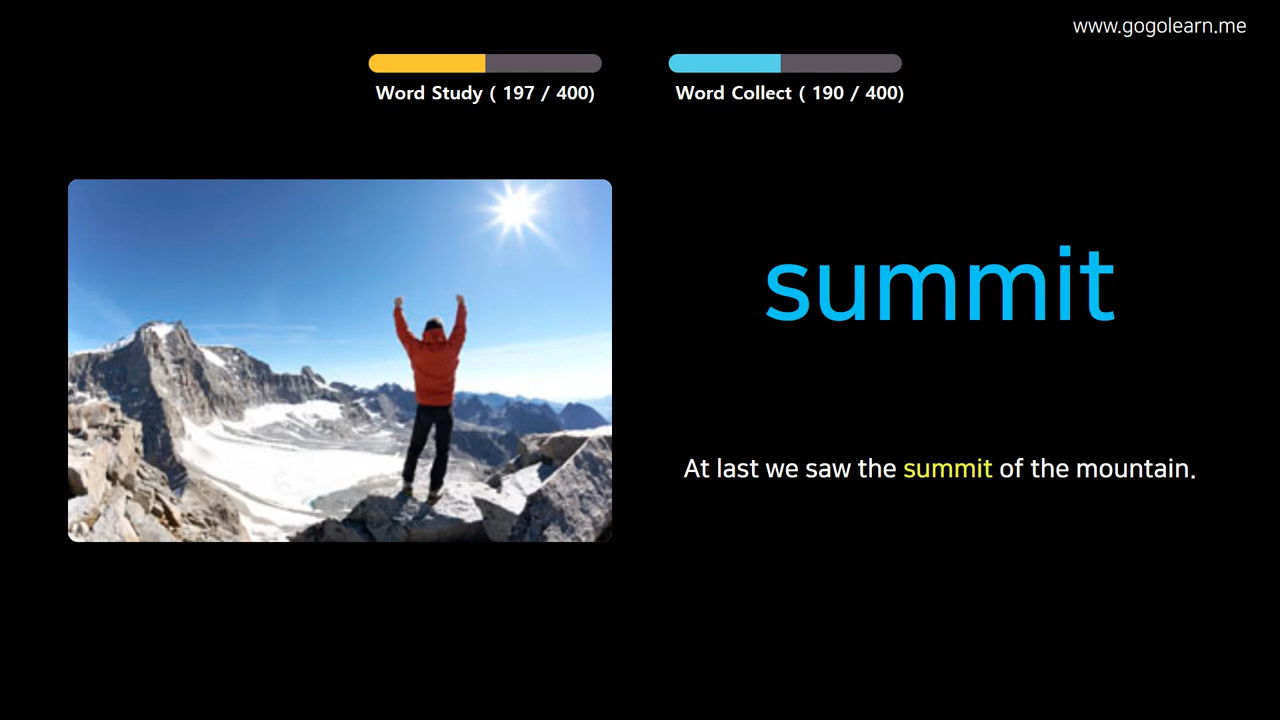 www.gogolearn.me
Word Study ( 197 / 400)
Word Collect ( 190 / 400)
summit
At last we saw the summit of the mountain.